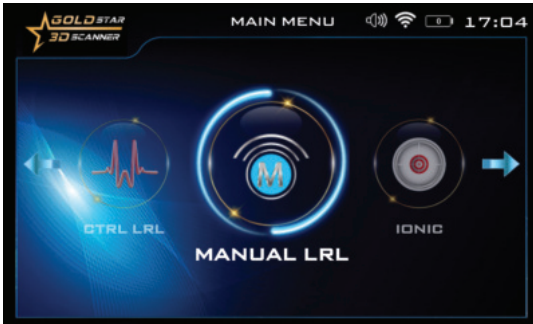 GOLD STAR
3D SCANNER
MAIN MENU
0
17:04
M
CTRL LRL
MANUAL LRL
IONIC